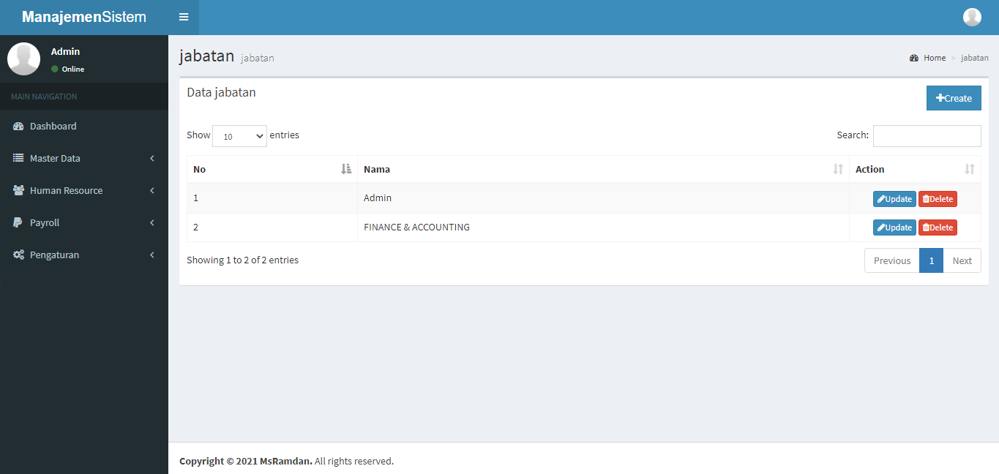 ManajemenSistem
Admin
Online
MAIN NAVIGATION
Dashboard
Master Data
Human Resource
Payroll
Pengaturan
jabatan jabatan
Home > jabatan
Data jabatan
Create
Show 10 entries
Search:
No Nama Action
1 Admin Update Delete
2 FINANCE & ACCOUNTING Update Delete
Showing 1 to 2 of 2 entries
Previous 1 Next
Copyright © 2021 MsRamdan. All rights reserved.